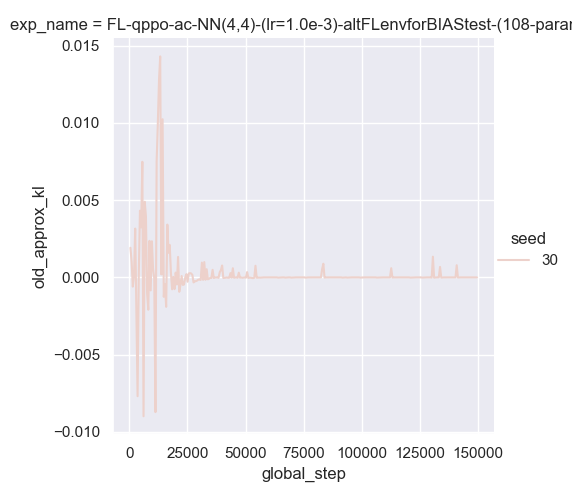 exp_name = FL-qppo-ac-NN(4,4)-(lr=1.0e-3)-altFLenvforBIAStest-(108-paran
0.015
0.010
0.005
0.000
−0.005
−0.010
old_approx_kl
seed
30
0 25000 50000 75000 100000 125000 150000
global_step